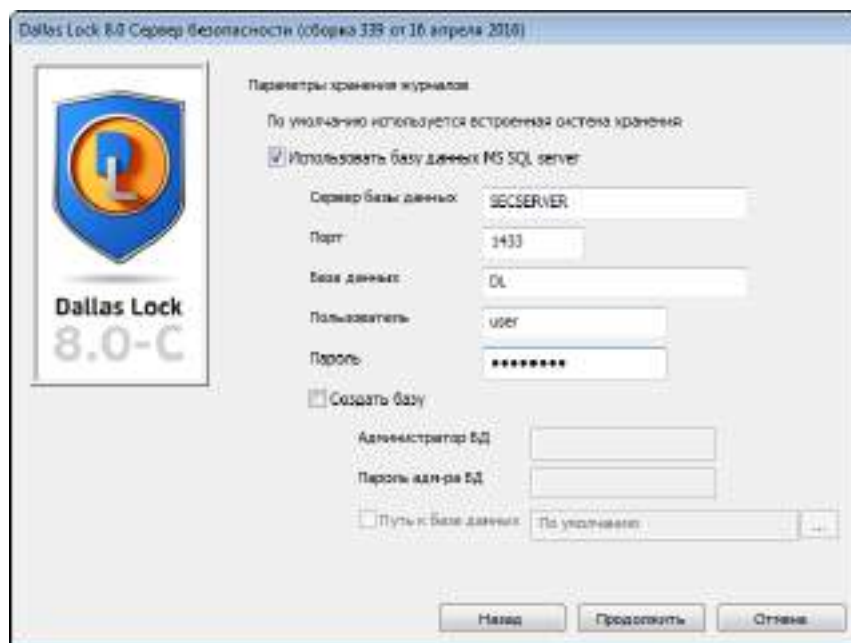 Dallas Lock 8.0 Сервер безопасности (сборка 339 от 16 апреля 2016)
Параметры хранения журналов
По умолчанию используется встроенная система хранения
Использовать базу данных MS SQL server
Сервер базы данных SECSERVER
Порт 1433
База данных DL
Пользователь user
Пароль ••••••••
Создать базу
Администратор БД
Пароль адм-ра БД
Путь к базе данных По умолчанию ...
DL
Dallas Lock
8.0-C
Назад Продолжить Отмена